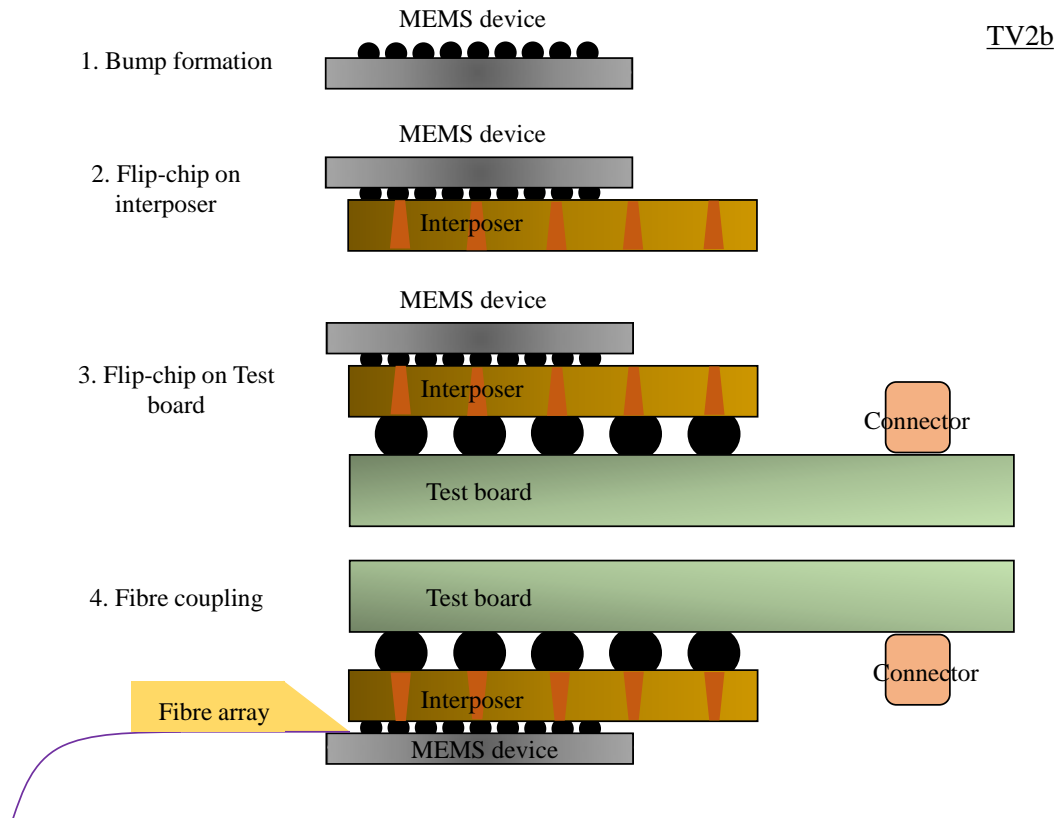 TV2b
MEMS device
1. Bump formation
MEMS device
2. Flip-chip on
interposer
Interposer
MEMS device
3. Flip-chip on Test
board
Interposer
Connector
Test board
4. Fibre coupling
Test board
Connector
Interposer
Fibre array
MEMS device